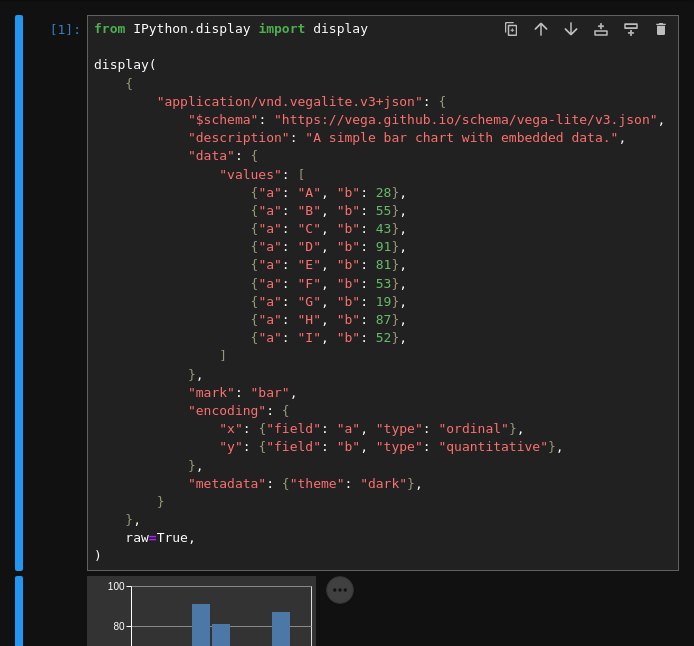 [1]: from IPython.display import display
display(
    {
        "application/vnd.vegalite.v3+json": {
            "$schema": "https://vega.github.io/schema/vega-lite/v3.json",
            "description": "A simple bar chart with embedded data.",
            "data": {
                "values": [
                    {"a": "A", "b": 28},
                    {"a": "B", "b": 55},
                    {"a": "C", "b": 43},
                    {"a": "D", "b": 91},
                    {"a": "E", "b": 81},
                    {"a": "F", "b": 53},
                    {"a": "G", "b": 19},
                    {"a": "H", "b": 87},
                    {"a": "I", "b": 52},
                ]
            },
            "mark": "bar",
            "encoding": {
                "x": {"field": "a", "type": "ordinal"},
                "y": {"field": "b", "type": "quantitative"},
            },
            "metadata": {"theme": "dark"},
        }
    },
    raw=True,
)
100
80